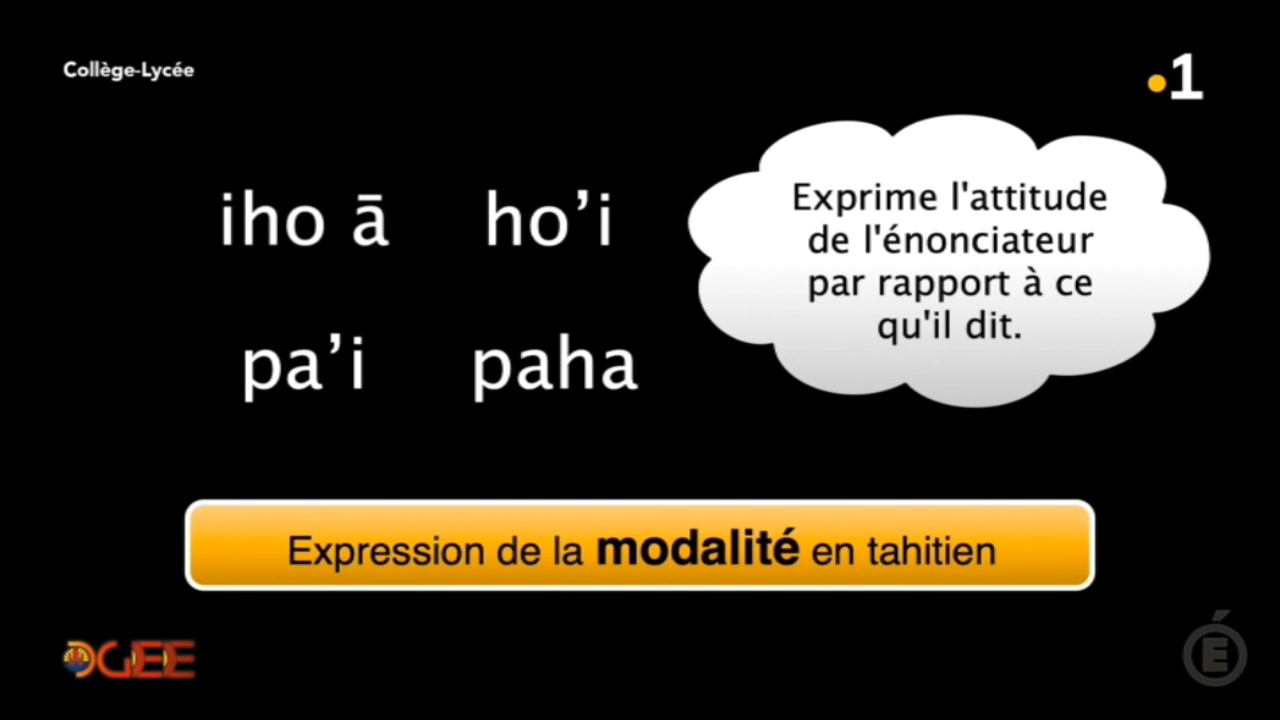 Collège-Lycée
1
iho ā ho’i
pa’i paha
Exprime l'attitude
de l'énonciateur
par rapport à ce
qu'il dit.
Expression de la modalité en tahitien
DGEE
É